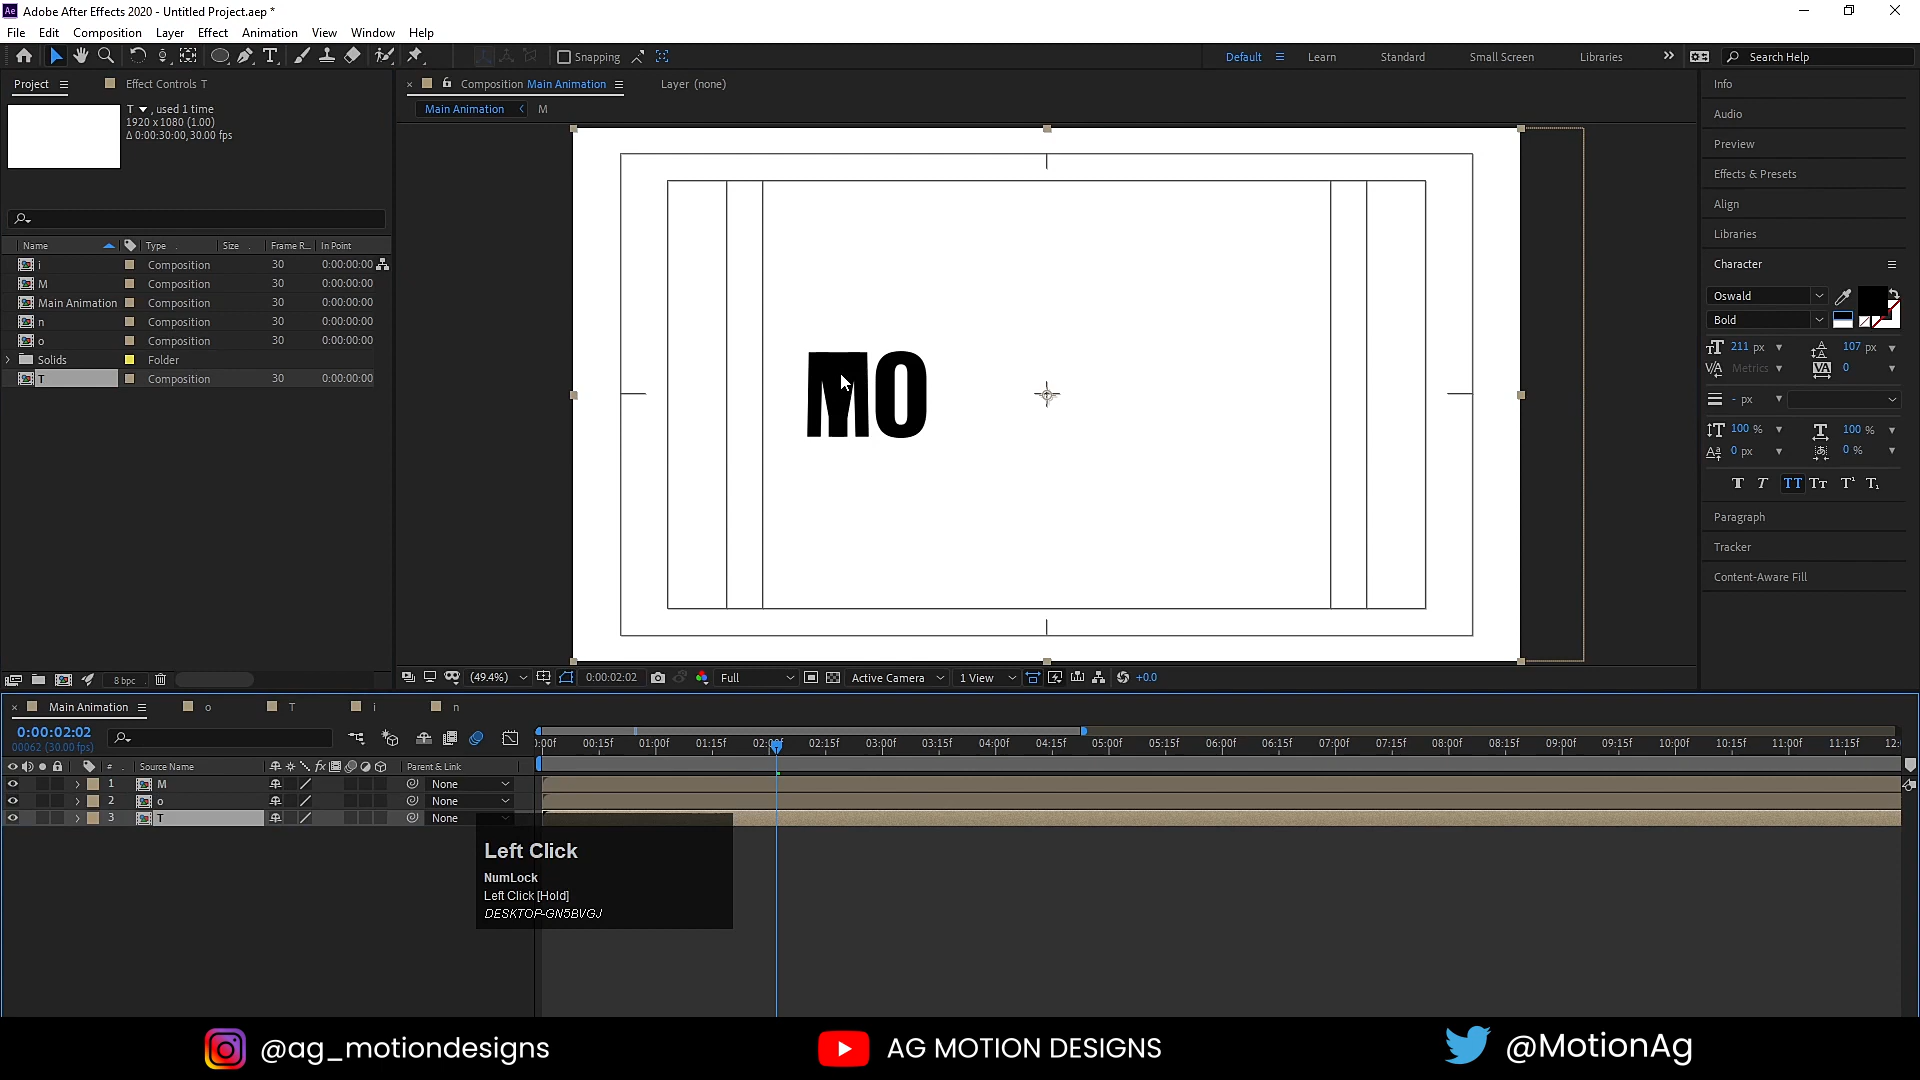 Adobe After Effects 2020 - Untitled Project.aep *
File Edit Composition Layer Effect Animation View Window Help
Snapping Default Learn Standard Small Screen Libraries Search Help
Project Effect Controls T
T , used 1 time
1920 x 1080 (1.00)
Δ 0:00:30:00, 30.00 fps
Name Type Size Frame R... In Point
i Composition 30 0:00:00:00
M Composition 30 0:00:00:00
Main Animation Composition 30 0:00:00:00
n Composition 30 0:00:00:00
o Composition 30 0:00:00:00
Solids Folder
T Composition 30 0:00:00:00
8 bpc
Composition Main Animation Layer (none)
Main Animation M
MO
(49.4%) 0:00:02:02 Full Active Camera 1 View +0.0
Info
Audio
Preview
Effects & Presets
Align
Libraries
Character
Oswald
Bold
211 px 107 px
Metrics 0
- px
100 % 100 %
0 px 0 %
Paragraph
Tracker
Content-Aware Fill
Main Animation o T i n
0:00:02:02
00062 (30.00 fps)
:00f 00:15f 01:00f 01:15f 02:00f 02:15f 03:00f 03:15f 04:00f 04:15f 05:00f 05:15f 06:00f 06:15f 07:00f 07:15f 08:00f 08:15f 09:00f 09:15f 10:00f 10:15f 11:00f 11:15f 12:
# Source Name Parent & Link
1 M None
2 o None
3 T None
Left Click
NumLock
Left Click [Hold]
DESKTOP-GN5BVGJ
@ag_motiondesigns AG MOTION DESIGNS @MotionAg